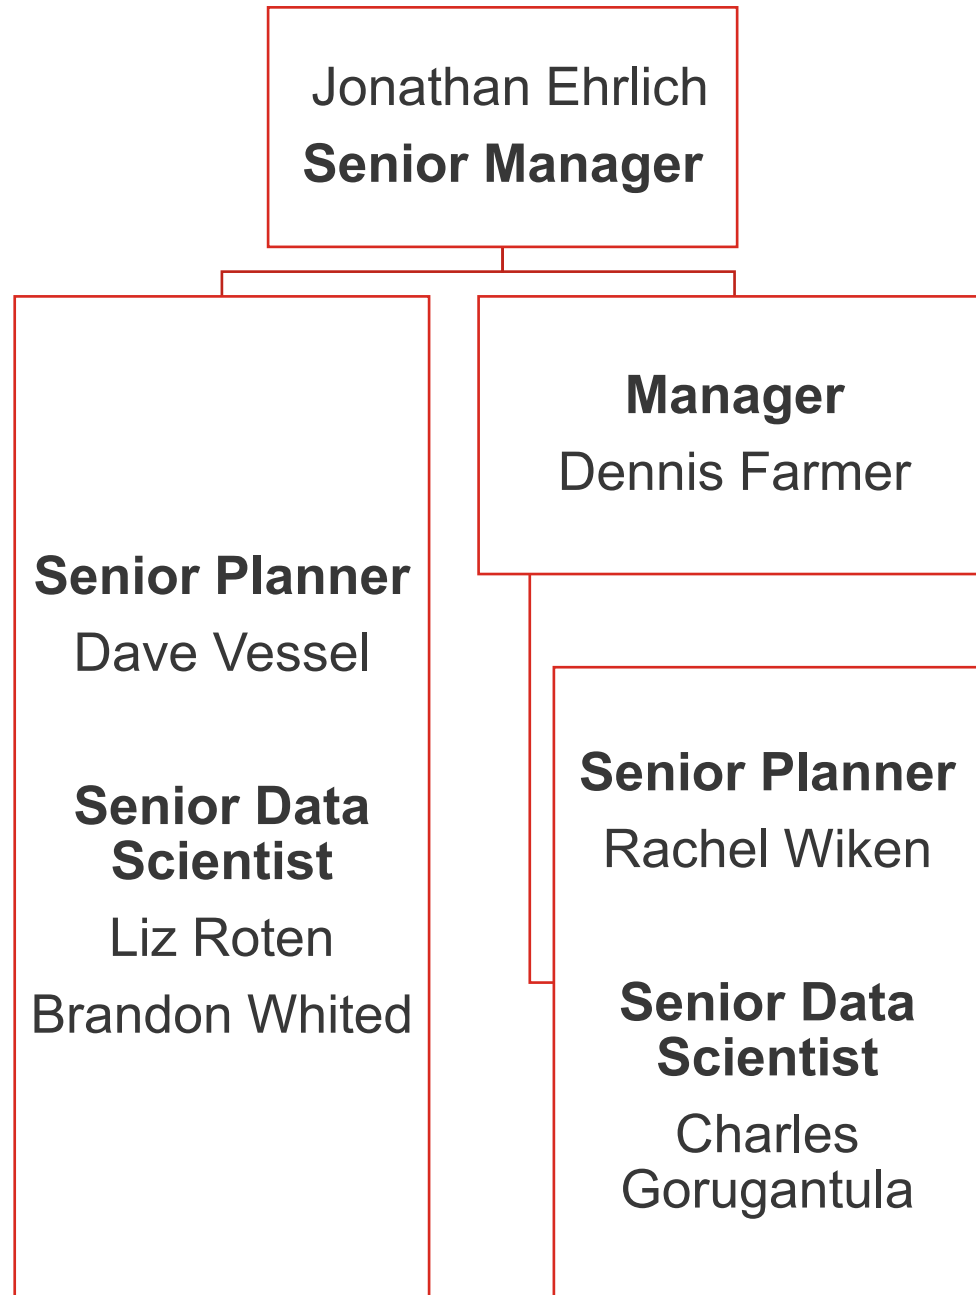 Jonathan Ehrlich
Senior Manager
Senior Planner
Dave Vessel
Senior Data
Scientist
Liz Roten
Brandon Whited
Manager
Dennis Farmer
Senior Planner
Rachel Wiken
Senior Data
Scientist
Charles
Gorugantula